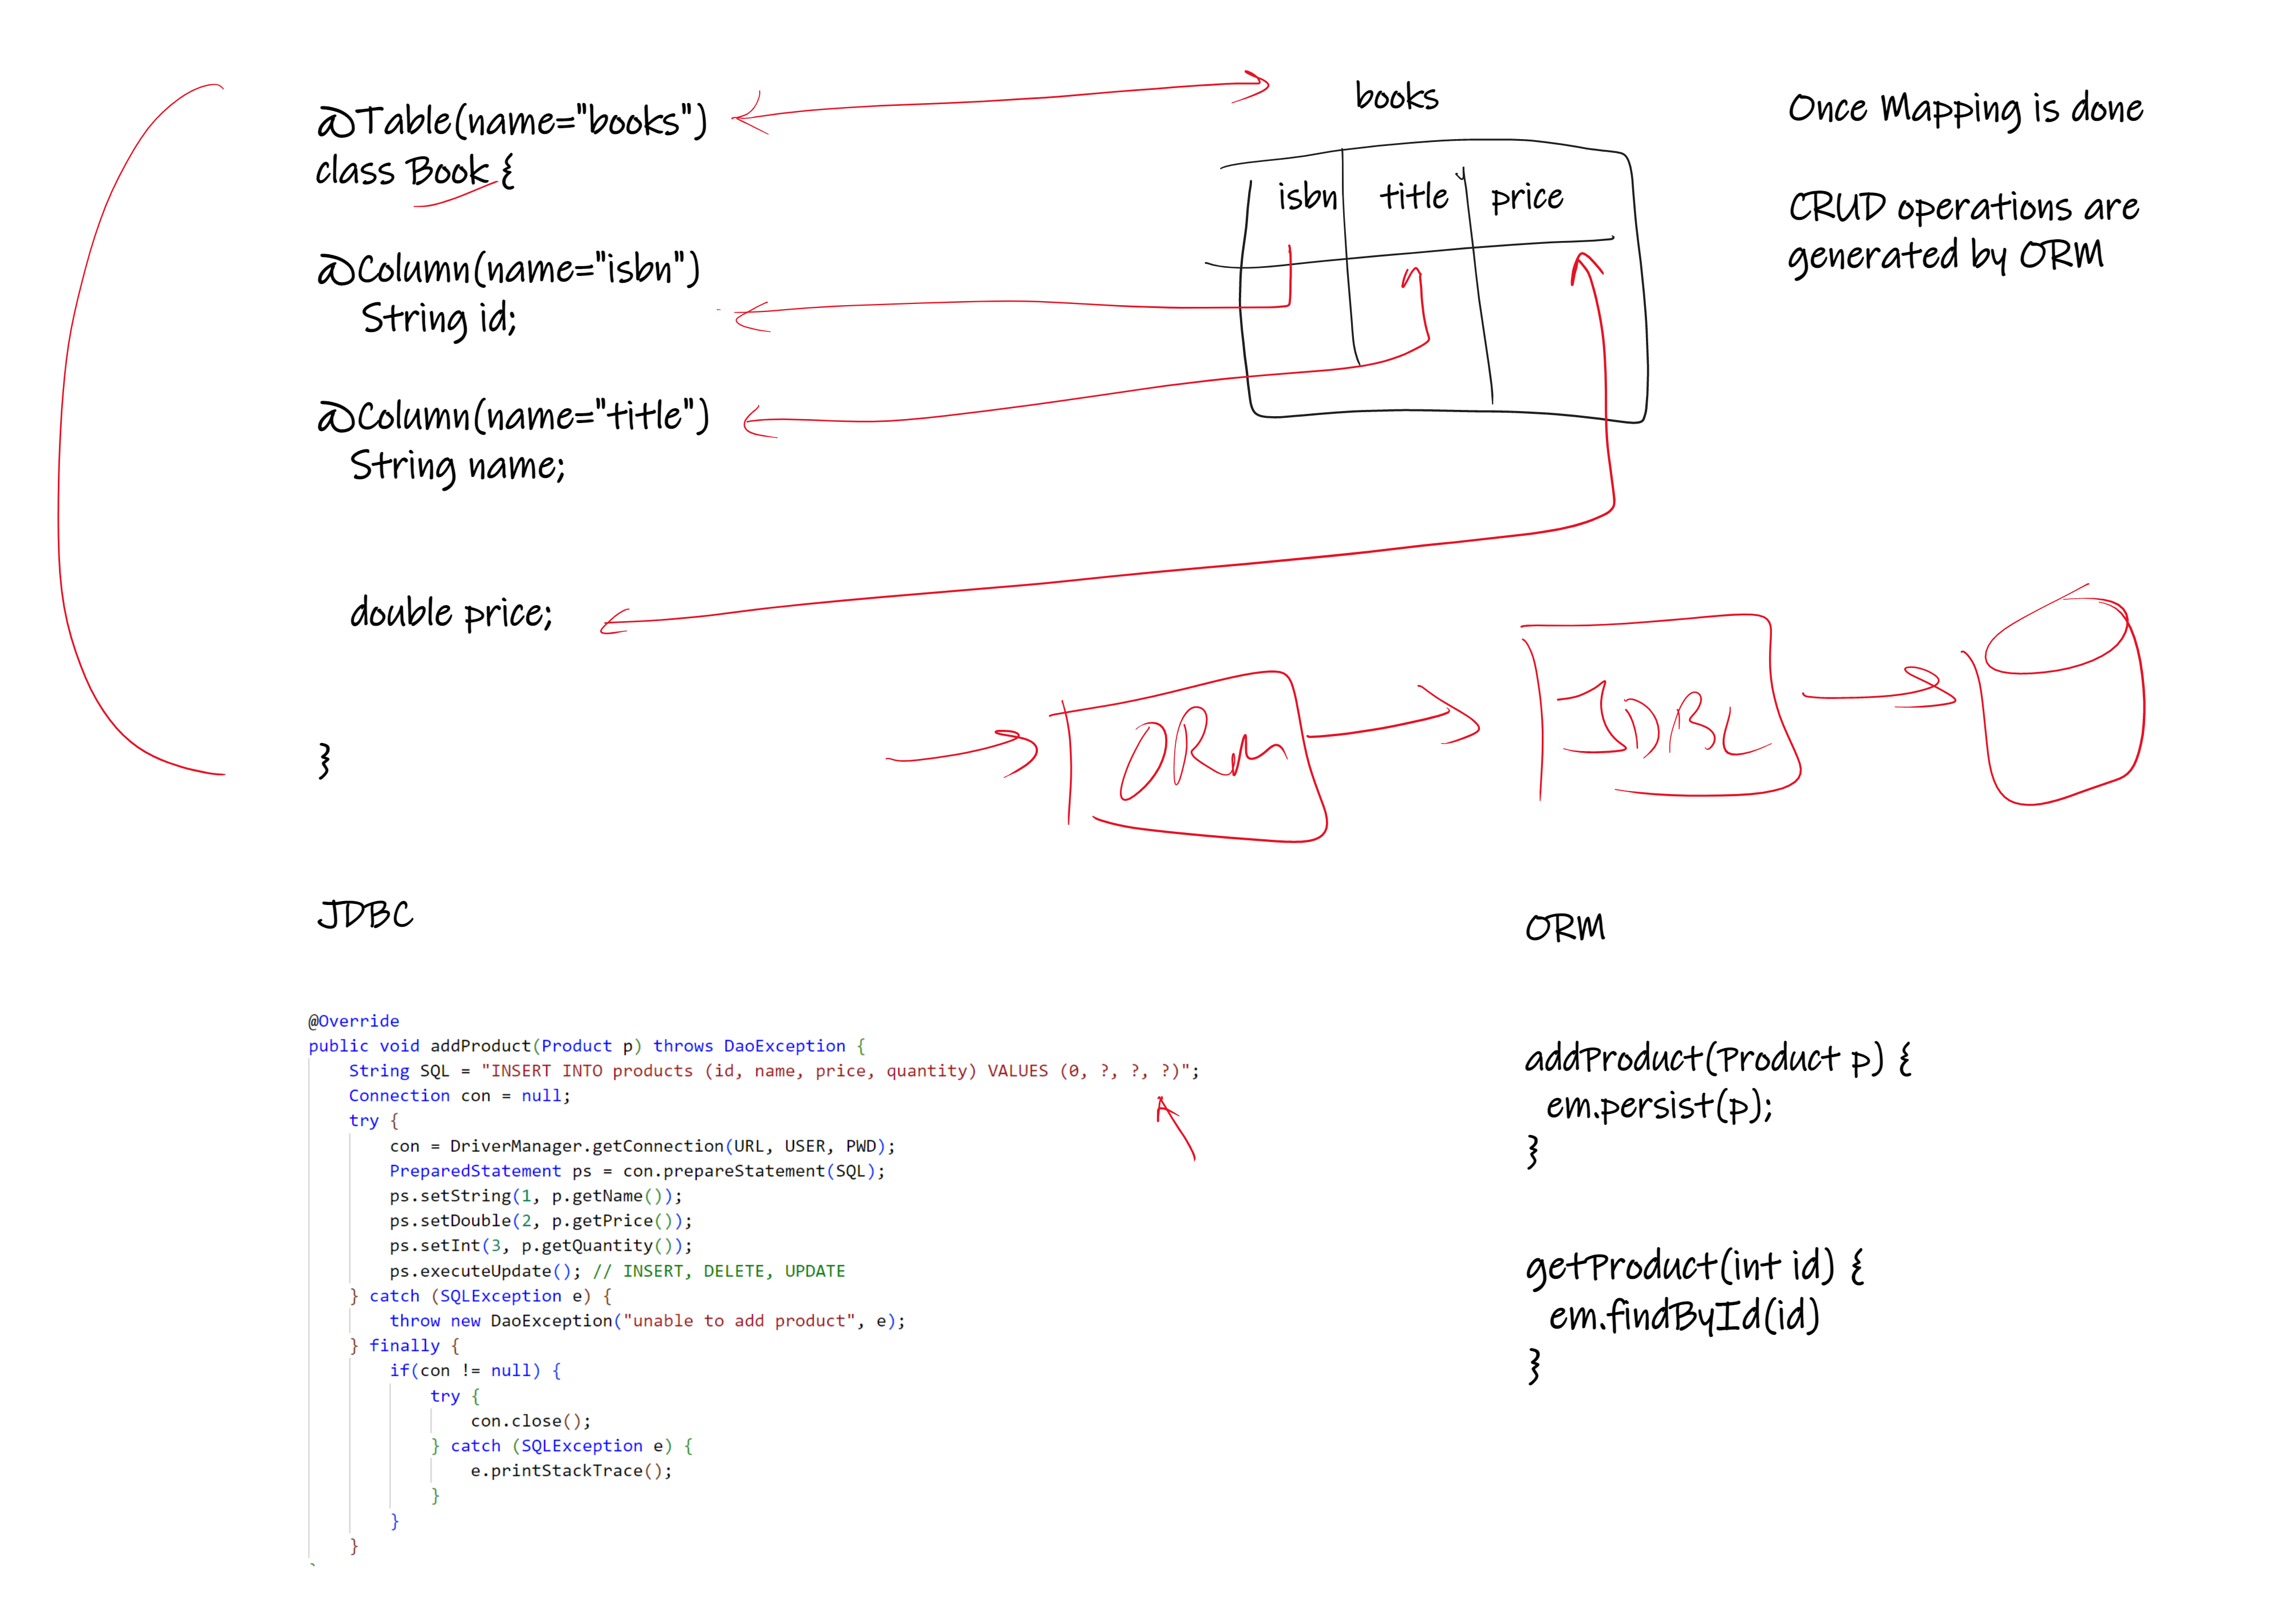 @Table(name="books")
class Book {
@Column(name="isbn")
String id;
@Column(name="title")
String name;
double price;
}
books
isbn title price
Once Mapping is done
CRUD operations are
generated by ORM
ORM
JDBC
JDBC
@Override
public void addProduct(Product p) throws DaoException {
String SQL = "INSERT INTO products (id, name, price, quantity) VALUES (0, ?, ?, ?)";
Connection con = null;
try {
con = DriverManager.getConnection(URL, USER, PWD);
PreparedStatement ps = con.prepareStatement(SQL);
ps.setString(1, p.getName());
ps.setDouble(2, p.getPrice());
ps.setInt(3, p.getQuantity());
ps.executeUpdate(); // INSERT, DELETE, UPDATE
} catch (SQLException e) {
throw new DaoException("unable to add product", e);
} finally {
if(con != null) {
try {
con.close();
} catch (SQLException e) {
e.printStackTrace();
}
}
}
ORM
addProduct(Product p) {
em.persist(p);
}
getProduct(int id) {
em.findById(id)
}